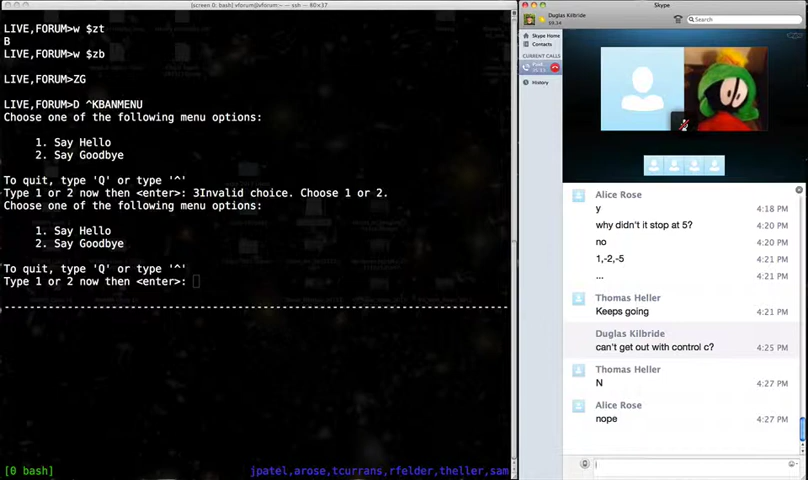 [screen 0: bash] vforum@vforum:~ — ssh — 80×37
LIVE,FORUM>w $zt
B
LIVE,FORUM>w $zb
LIVE,FORUM>ZG
LIVE,FORUM>D ^KBANMENU
Choose one of the following menu options:
1. Say Hello
2. Say Goodbye
To quit, type 'Q' or type '^'
Type 1 or 2 now then <enter>: 3Invalid choice. Choose 1 or 2.
Choose one of the following menu options:
1. Say Hello
2. Say Goodbye
To quit, type 'Q' or type '^'
Type 1 or 2 now then <enter>:
[0 bash]
jpatel,arose,tcurrans,rfelder,theller,sam
Skype
Duglas Kilbride
Search
Skype Home
Contacts
CURRENT CALLS
History
Alice Rose
y 4:18 PM
why didn't it stop at 5? 4:20 PM
no 4:20 PM
1,-2,-5 4:21 PM
... 4:21 PM
Thomas Heller
Keeps going 4:21 PM
Duglas Kilbride
can't get out with control c? 4:25 PM
Thomas Heller
N 4:27 PM
Alice Rose
nope 4:27 PM